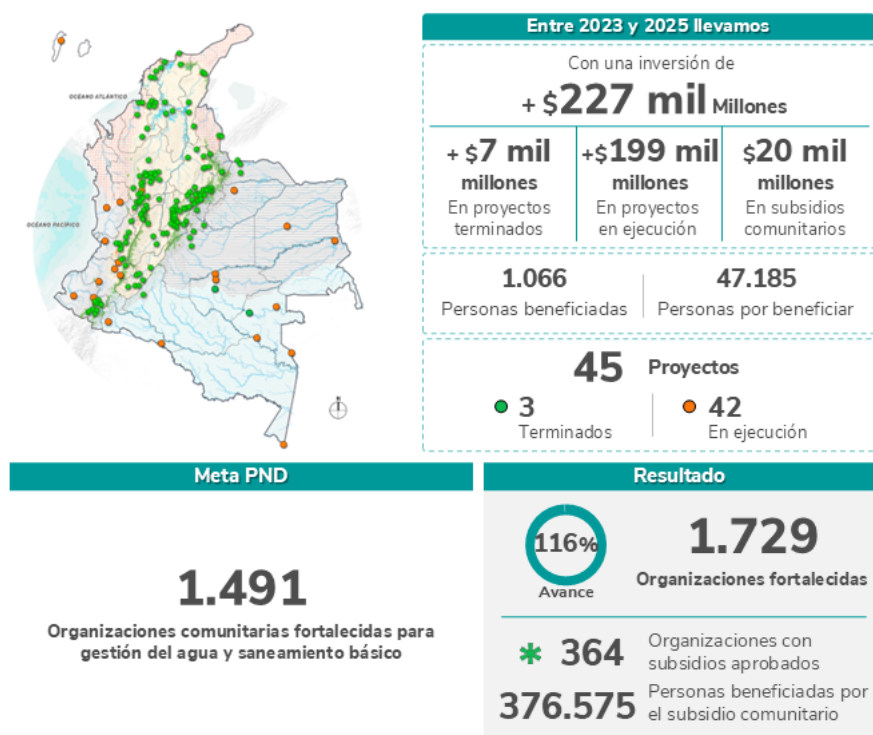 OCÉANO ATLÁNTICO
OCÉANO PACÍFICO
N
Entre 2023 y 2025 llevamos
Con una inversión de
+ $227 mil Millones
+ $7 mil
millones
En proyectos
terminados
+$199 mil
millones
En proyectos
en ejecución
$20 mil
millones
En subsidios
comunitarios
1.066
Personas beneficiadas
47.185
Personas por beneficiar
45 Proyectos
3
Terminados
42
En ejecución
Meta PND
1.491
Organizaciones comunitarias fortalecidas para
gestión del agua y saneamiento básico
Resultado
116%
Avance
1.729
Organizaciones fortalecidas
* 364
Organizaciones con
subsidios aprobados
376.575
Personas beneficiadas por
el subsidio comunitario